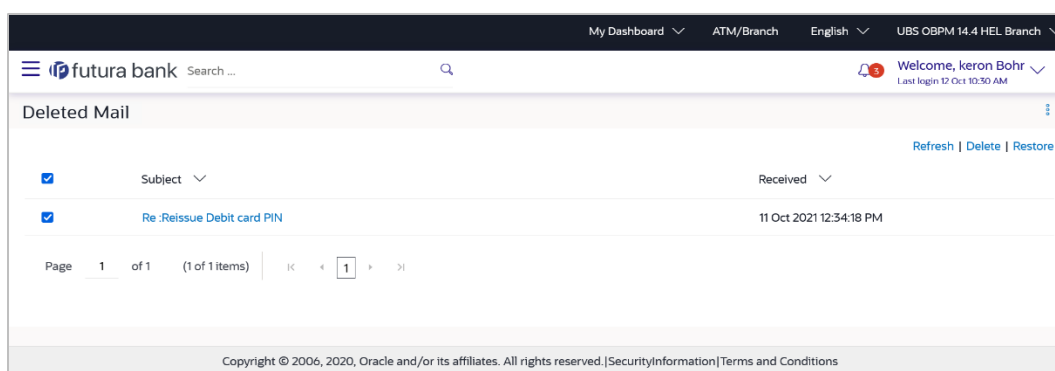 My Dashboard ATM/Branch English UBS OBPM 14.4 HEL Branch
futura bank Search ... 3 Welcome, keron Bohr
Last login 12 Oct 10:30 AM
Deleted Mail
Refresh | Delete | Restore
Subject Received
Re :Reissue Debit card PIN 11 Oct 2021 12:34:18 PM
Page 1 of 1 (1 of 1 items) 1
Copyright © 2006, 2020, Oracle and/or its affiliates. All rights reserved.|SecurityInformation|Terms and Conditions